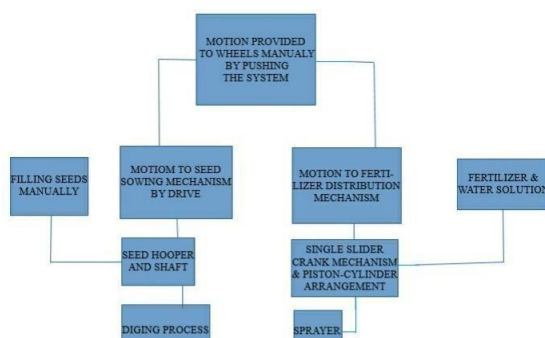 MOTION PROVIDED
TO WHEELS MANUALY
BY PUSHING
THE SYSTEM
FILLING SEEDS
MANUALLY
MOTIOM TO SEED
SOWING MECHANISM
BY DRIVE
MOTION TO FERTI-
LIZER DISTRIBUTION
MECHANISM
FERTILIZER &
WATER SOLUTION
SEED HOOPER
AND SHAFT
SINGLE SLIDER
CRANK MECHANISM
& PISTON-CYLINDER
ARRANGEMENT
DIGING PROCESS
SPRAYER